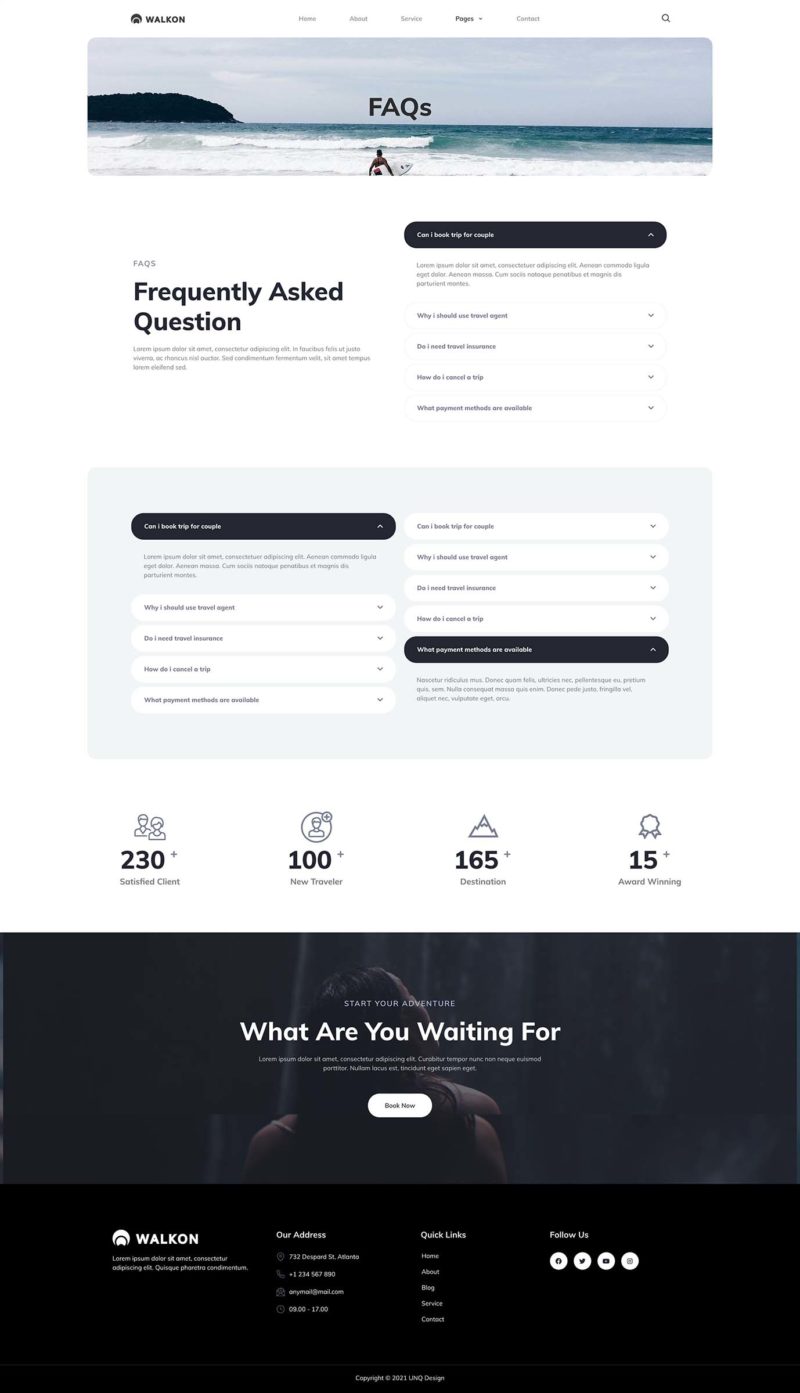 WALKON
Home
About
Service
Pages
Contact
FAQs
FAQS
Frequently Asked
Question
Lorem ipsum dolor sit amet, consectetur adipiscing elit. In faucibus felis ut justo
viverra, ac rhoncus nisl auctor. Sed condimentum fermentum velit, sit amet tempus
lorem eleifend sed.
Can i book trip for couple
Lorem ipsum dolor sit amet, consectetuer adipiscing elit. Aenean commodo ligula
eget dolor. Aenean massa. Cum sociis natoque penatibus et magnis dis
parturient montes.
Why i should use travel agent
Do i need travel insurance
How do i cancel a trip
What payment methods are available
Can i book trip for couple
Lorem ipsum dolor sit amet, consectetuer adipiscing elit. Aenean commodo ligula
eget dolor. Aenean massa. Cum sociis natoque penatibus et magnis dis
parturient montes.
Why i should use travel agent
Do i need travel insurance
How do i cancel a trip
What payment methods are available
Can i book trip for couple
Why i should use travel agent
Do i need travel insurance
How do i cancel a trip
What payment methods are available
Nascetur ridiculus mus. Donec quam felis, ultricies nec, pellentesque eu, pretium
quis, sem. Nulla consequat massa quis enim. Donec pede justo, fringilla vel,
aliquet nec, vulputate eget, arcu.
230 +
Satisfied Client
100 +
New Traveler
165 +
Destination
15 +
Award Winning
START YOUR ADVENTURE
What Are You Waiting For
Lorem ipsum dolor sit amet, consectetur adipiscing elit. Curabitur tempor nunc non neque euismod
porttitor. Nullam lacus est, tincidunt eget sapien eget.
Book Now
WALKON
Lorem ipsum dolor sit amet, consectetur
adipiscing elit. Quisque pharetra condimentum.
Our Address
732 Despard St, Atlanta
+1 234 567 890
anymail@mail.com
09.00 - 17.00
Quick Links
Home
About
Blog
Service
Contact
Follow Us
Copyright © 2021 UNQ Design